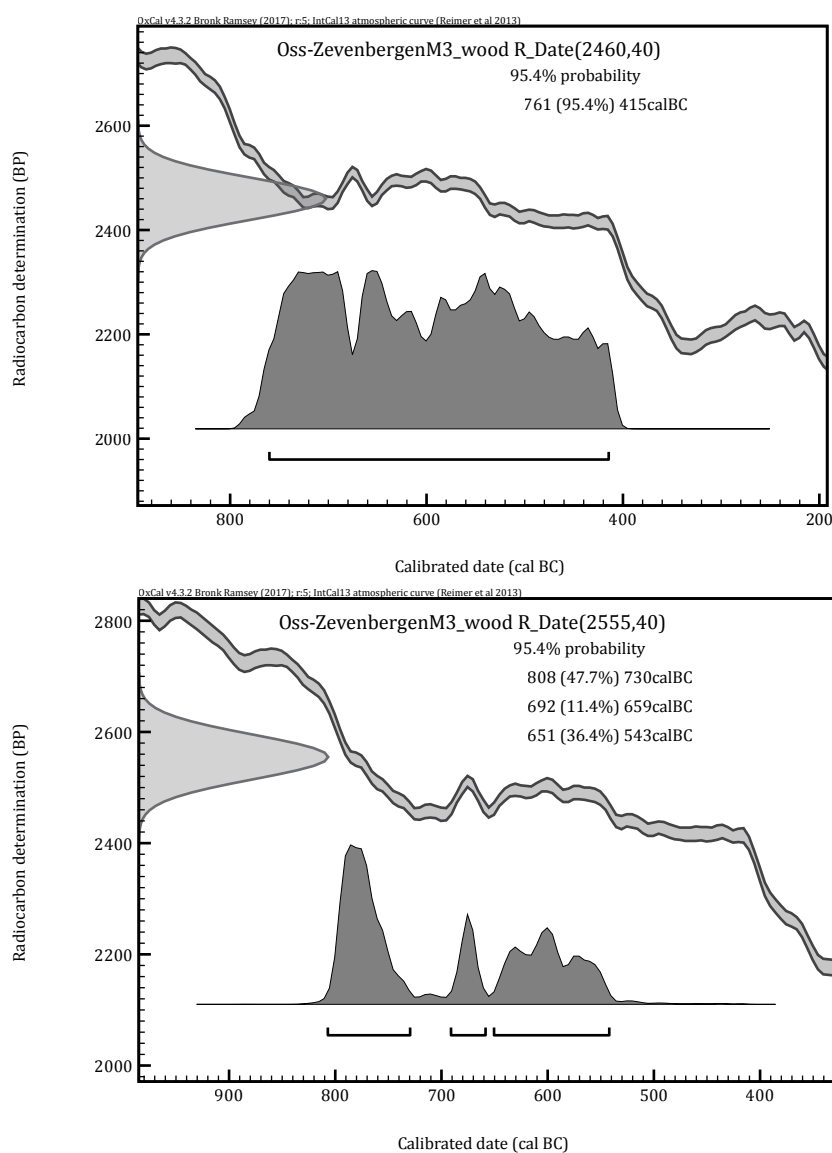 OxCal v4.3.2 Bronk Ramsey (2017); r:5; IntCal13 atmospheric curve (Reimer et al 2013)
Oss-ZevenbergenM3_wood R_Date(2460,40)
95.4% probability
761 (95.4%) 415calBC
Radiocarbon determination (BP)
2600
2400
2200
2000
800 600 400 200
Calibrated date (cal BC)
OxCal v4.3.2 Bronk Ramsey (2017); r:5; IntCal13 atmospheric curve (Reimer et al 2013)
Oss-ZevenbergenM3_wood R_Date(2555,40)
95.4% probability
808 (47.7%) 730calBC
692 (11.4%) 659calBC
651 (36.4%) 543calBC
Radiocarbon determination (BP)
2800
2600
2400
2200
2000
900 800 700 600 500 400
Calibrated date (cal BC)